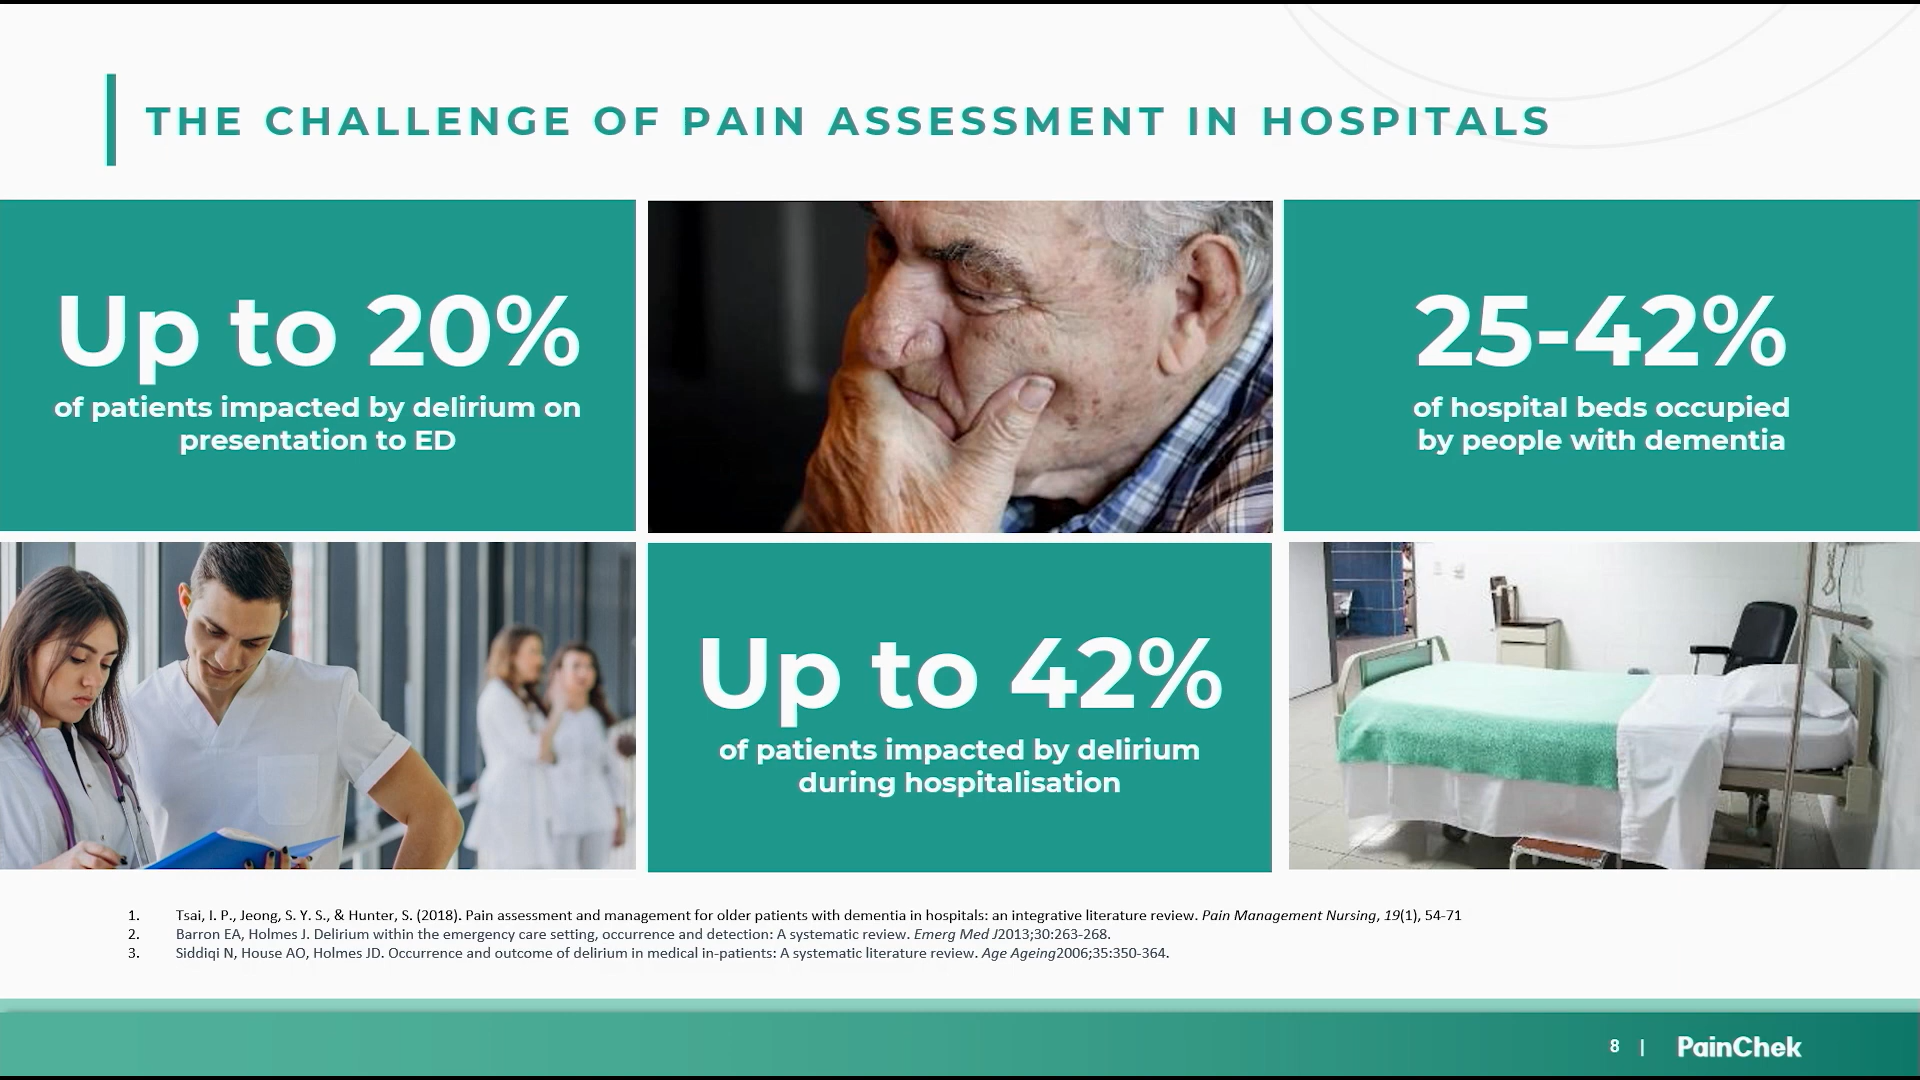 THE CHALLENGE OF PAIN ASSESSMENT IN HOSPITALS
Up to 20%
of patients impacted by delirium on
presentation to ED
25-42%
of hospital beds occupied
by people with dementia
Up to 42%
of patients impacted by delirium
during hospitalisation
1. Tsai, I. P., Jeong, S. Y. S., & Hunter, S. (2018). Pain assessment and management for older patients with dementia in hospitals: an integrative literature review. Pain Management Nursing, 19(1), 54-71
2. Barron EA, Holmes J. Delirium within the emergency care setting, occurrence and detection: A systematic review. Emerg Med J2013;30:263-268.
3. Siddiqi N, House AO, Holmes JD. Occurrence and outcome of delirium in medical in-patients: A systematic literature review. Age Ageing2006;35:350-364.
8 | PainChek